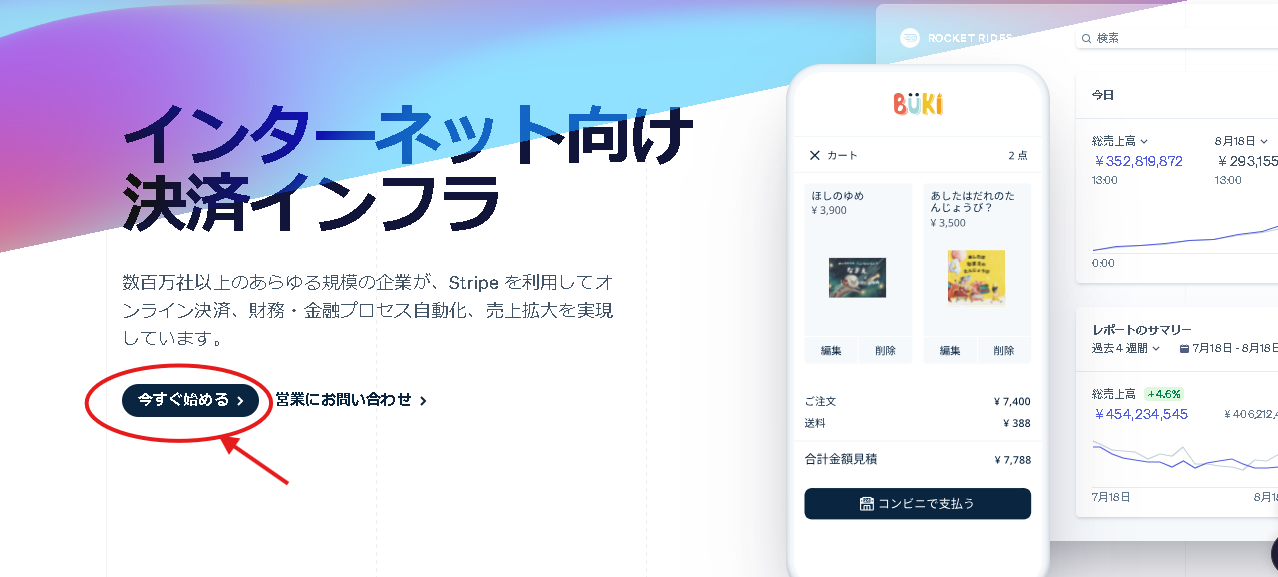 インターネット向け
決済インフラ
数百万社以上のあらゆる規模の企業が、Stripe を利用してオ
ンライン決済、財務・金融プロセス自動化、売上拡大を実現
しています。
今すぐ始める
営業にお問い合わせ
BÜKi
カート
2 点
ほしのゆめ
¥ 3,900
編集
削除
あしたはだれのた
んじょうび？
¥ 3,500
編集
削除
ご注文
¥ 7,400
送料
¥ 388
合計金額見積
¥ 7,788
コンビニで支払う
ROCKET RIDES
検索
今日
総売上高
¥352,819,872
13:00
8月18日
¥293,155
13:00
0:00
レポートのサマリー
過去 4 週間
7月18日 - 8月18日
総売上高
+4.6%
¥454,234,545
¥406,212,4
7月18日